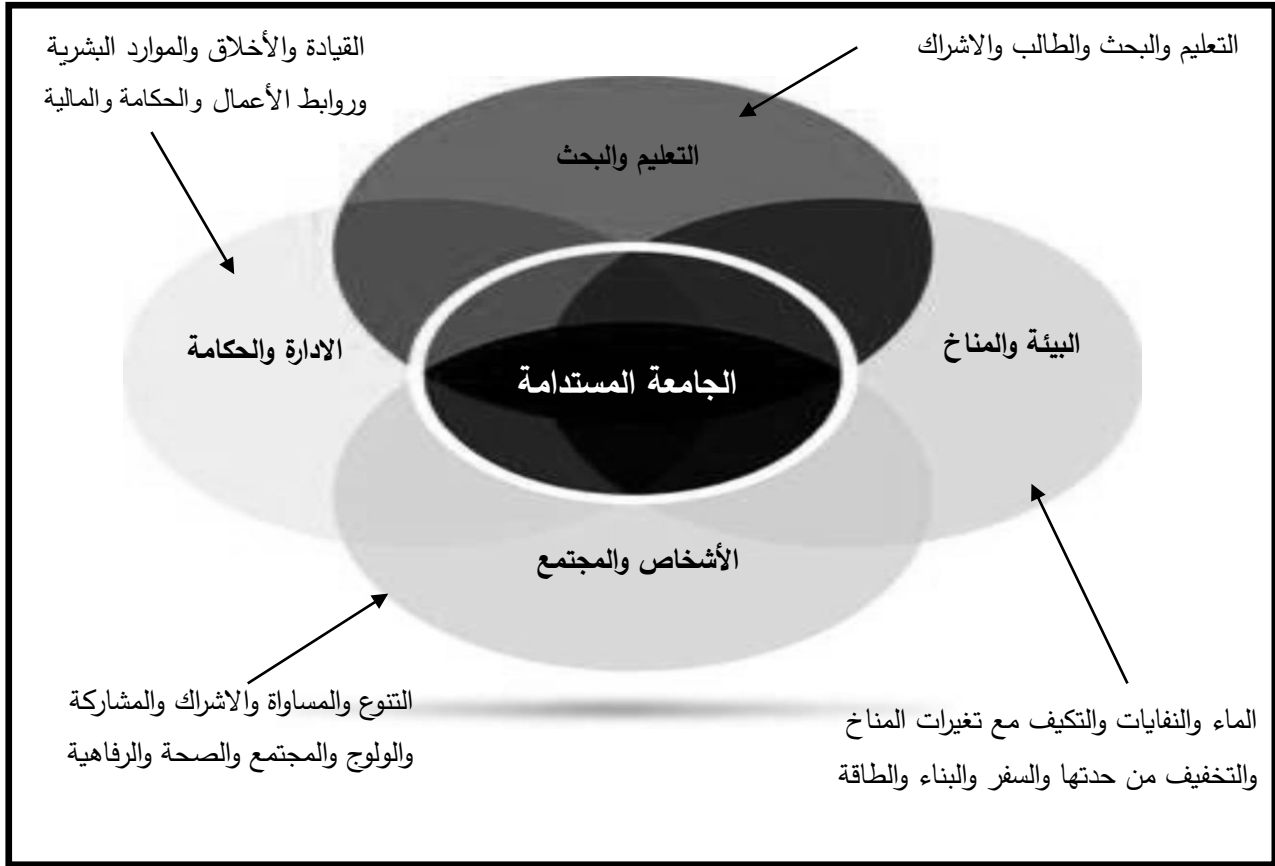 التعليم والبحث والطالب والاشراك
القيادة والأخلاق والموارد البشرية
وروابط الأعمال والحكامة والمالية
التعليم والبحث
البيئة والمناخ
الجامعة المستدامة
الادارة والحكامة
الأشخاص والمجتمع
الماء والنفايات والتكيف مع تغيرات المناخ
والتخفيف من حدتها والسفر والبناء والطاقة
التنوع والمساواة والاشراك والمشاركة
والولوج والمجتمع والصحة والرفاهية